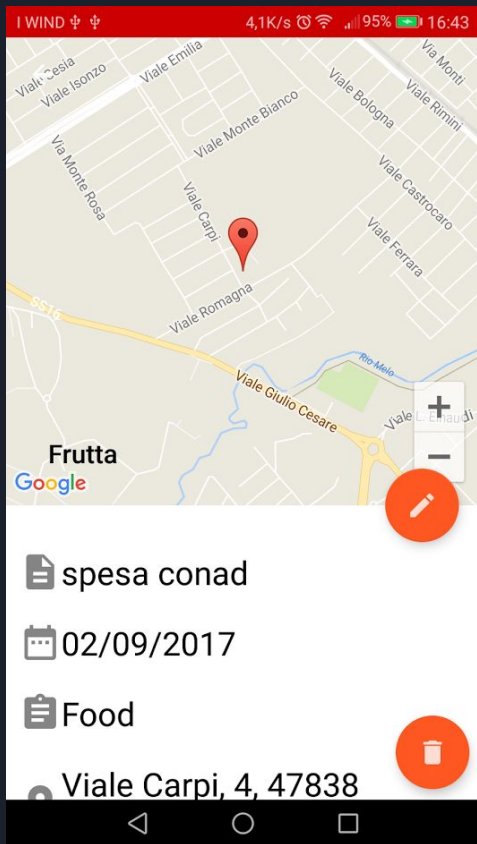 I WIND 4,1K/s 95% 16:43
Viale Cesia
Viale Isonzo
Viale Emilia
Via Monti
Viale Bologna
Viale Rimini
Viale Monte Bianco
Via Monte Rosa
Viale Carpi
Viale Castrocaro
Viale Ferrara
Viale Romagna
SS16
Rio Melo
Viale Giulio Cesare
Viale L. Einaudi
+
Frutta
−
Google
spesa conad
02/09/2017
Food
Viale Carpi, 4, 47838